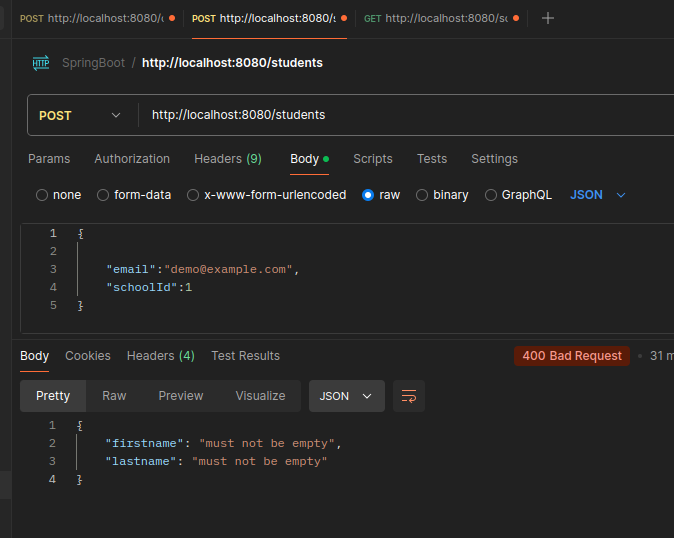 POST http://localhost:8080/ POST http://localhost:8080/s GET http://localhost:8080/s +
HTTP SpringBoot / http://localhost:8080/students
POST http://localhost:8080/students
Params Authorization Headers (9) Body Scripts Tests Settings
none form-data x-www-form-urlencoded raw binary GraphQL JSON
1 {
2
3 "email":"demo@example.com",
4 "schoolId":1
5 }
Body Cookies Headers (4) Test Results 400 Bad Request 31 m
Pretty Raw Preview Visualize JSON
1 {
2 "firstname": "must not be empty",
3 "lastname": "must not be empty"
4 }